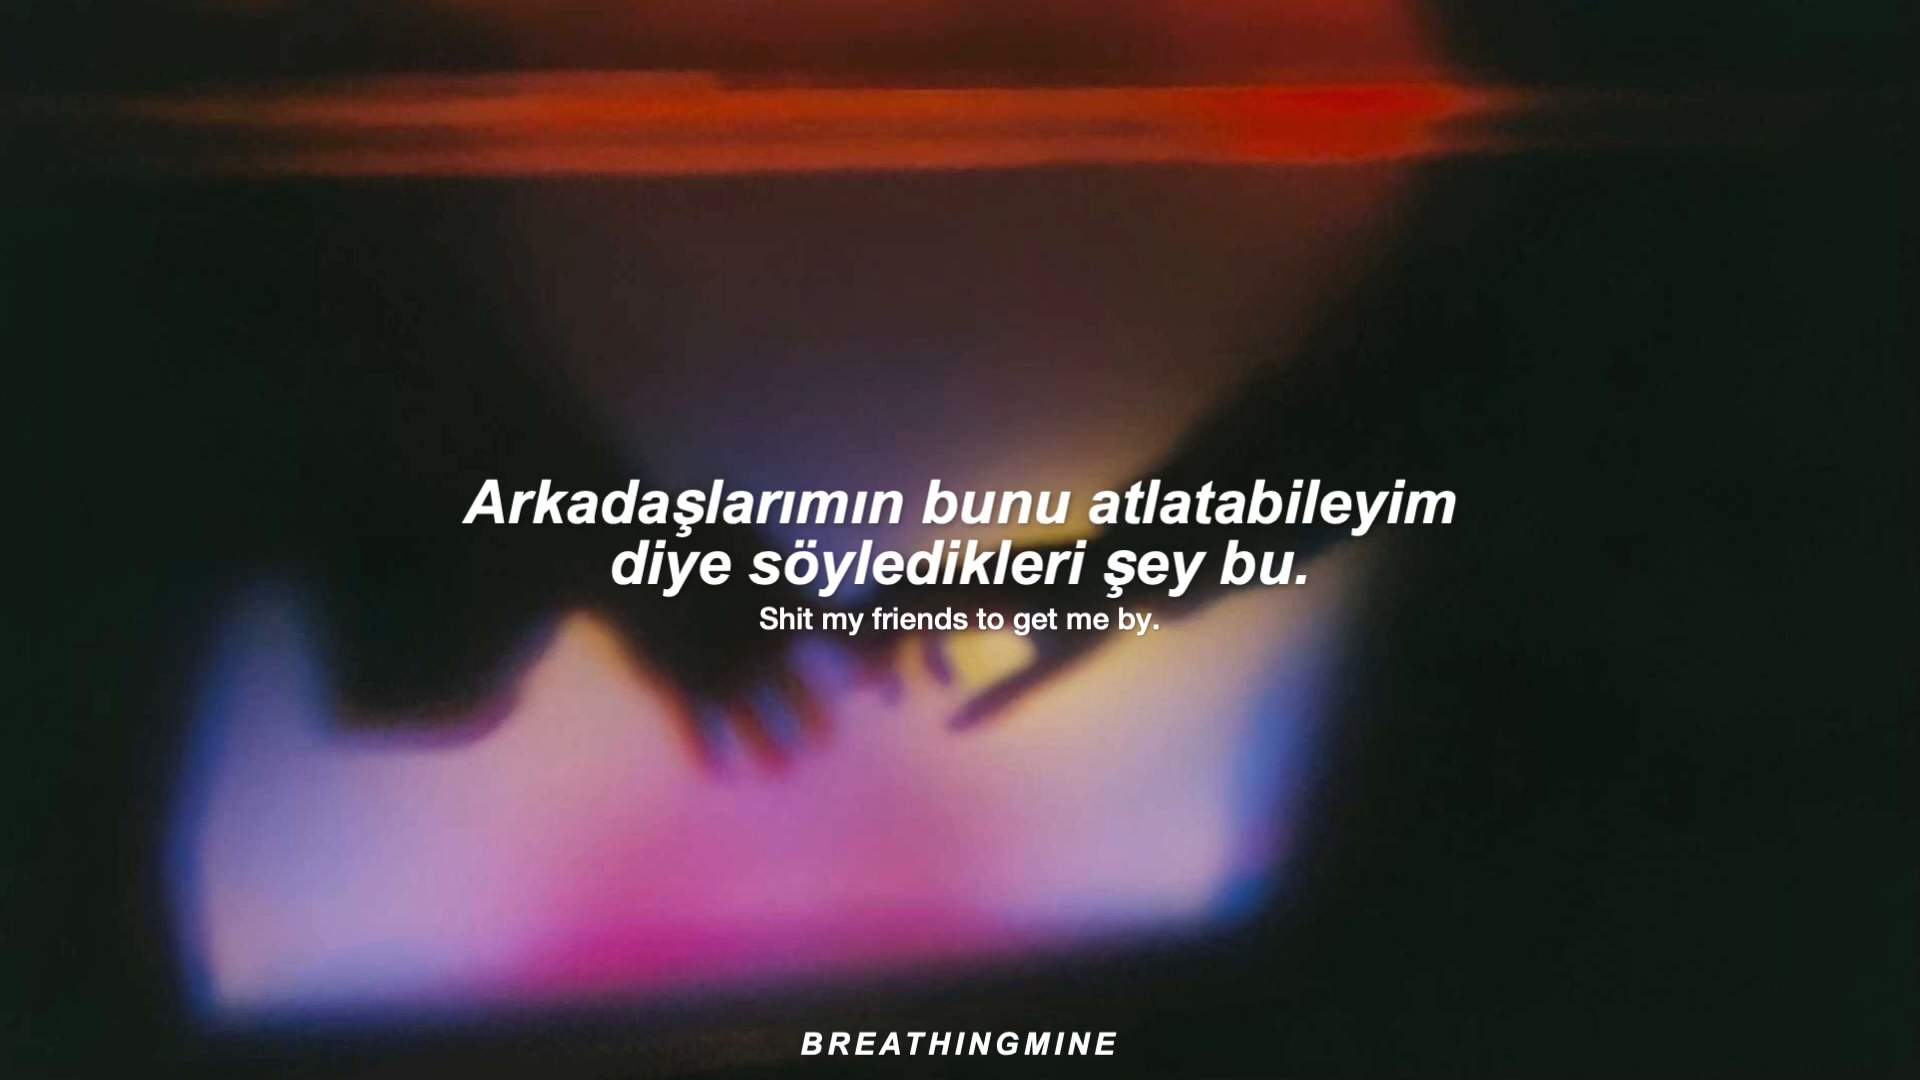 Arkadaşlarımın bunu atlatabileyim
diye söyledikleri şey bu.
Shit my friends to get me by.
BREATHINGMINE